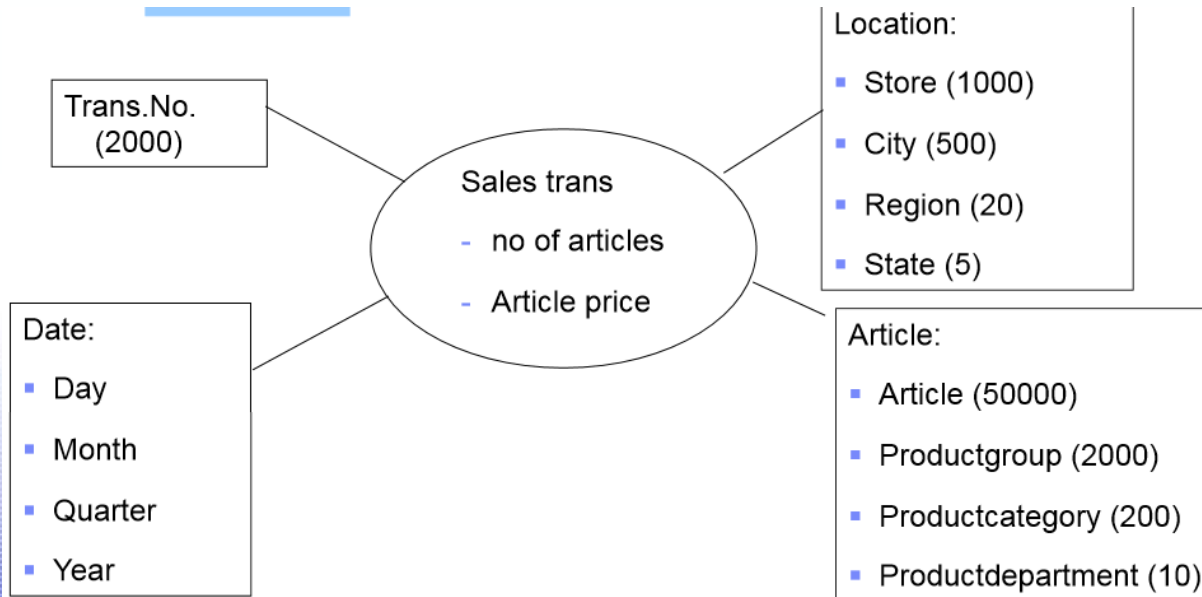 Trans.No.
(2000)
Sales trans
- no of articles
- Article price
Location:
▪ Store (1000)
▪ City (500)
▪ Region (20)
▪ State (5)
Date:
▪ Day
▪ Month
▪ Quarter
▪ Year
Article:
▪ Article (50000)
▪ Productgroup (2000)
▪ Productcategory (200)
▪ Productdepartment (10)